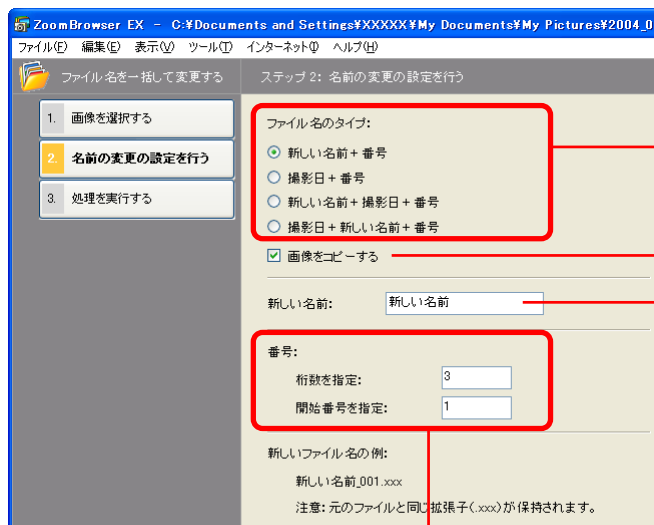 ZoomBrowser EX - C:¥Documents and Settings¥XXXXX¥My Documents¥My Pictures¥2004_0
ファイル(F) 編集(E) 表示(V) ツール(T) インターネット(I) ヘルプ(H)
ファイル名を一括して変更する
ステップ 2: 名前の変更の設定を行う
1. 画像を選択する
2. 名前の変更の設定を行う
3. 処理を実行する
ファイル名のタイプ:
新しい名前 + 番号
撮影日 + 番号
新しい名前 + 撮影日 + 番号
撮影日 + 新しい名前 + 番号
画像をコピーする
新しい名前: 新しい名前
番号:
桁数を指定: 3
開始番号を指定: 1
新しいファイル名の例:
新しい名前_001.xxx
注意: 元のファイルと同じ拡張子(.xxx)が保持されます。